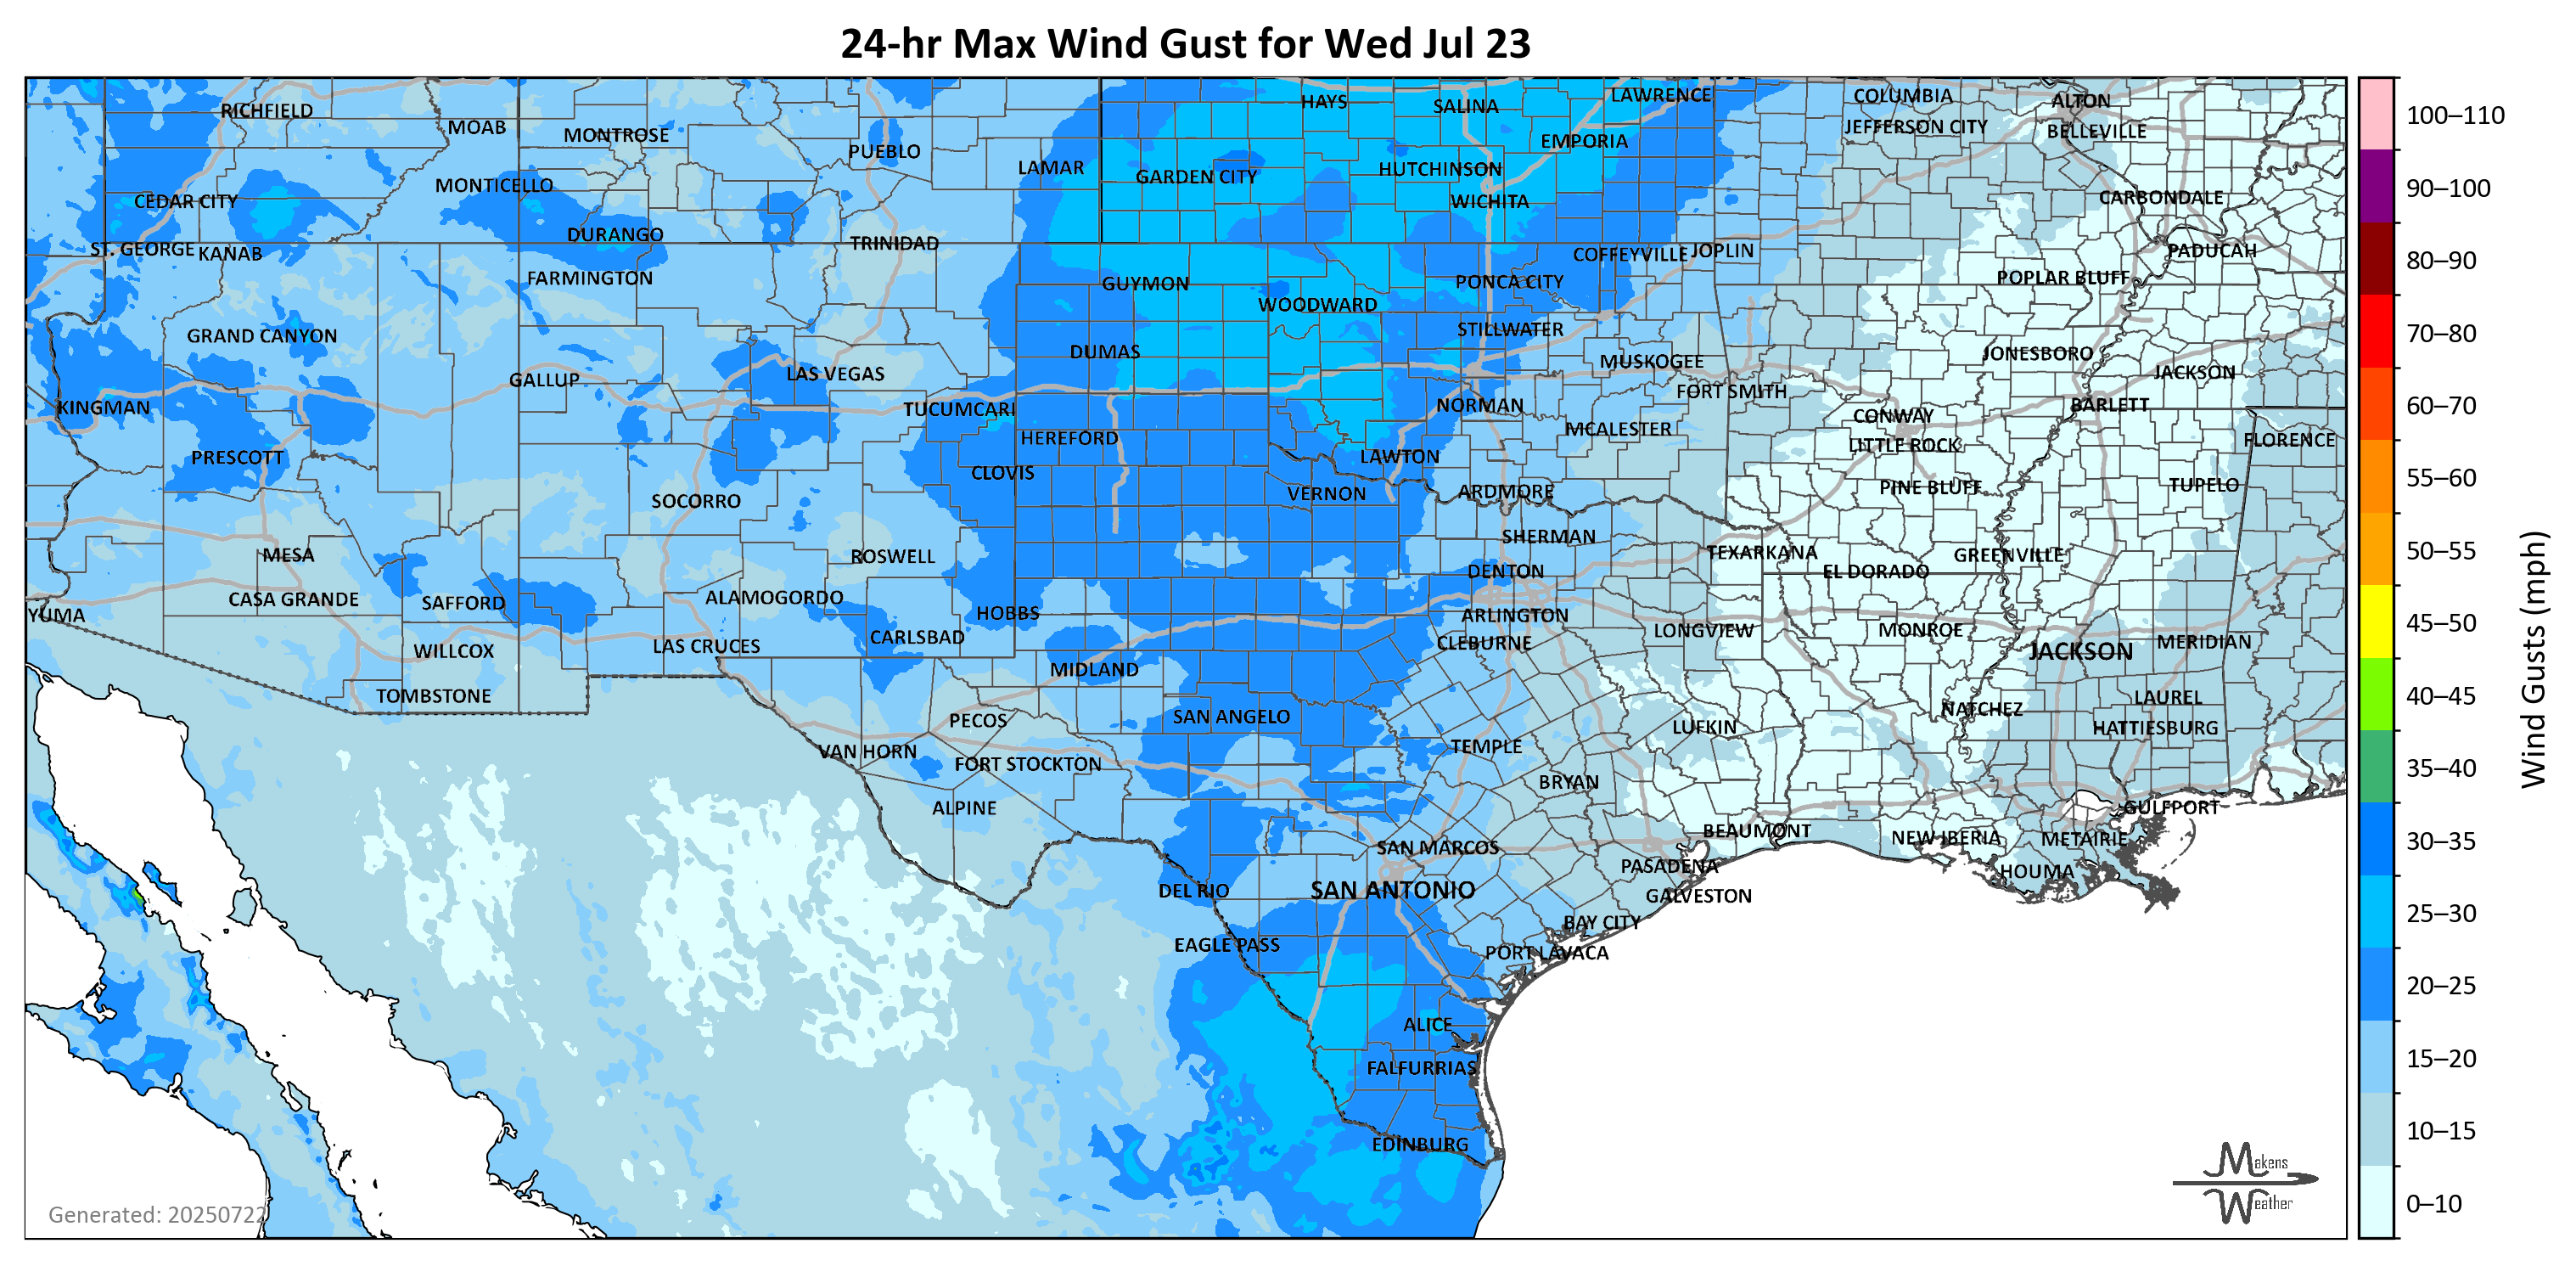 24-hr Max Wind Gust for Wed Jul 23
RICHFIELD
MOAB
MONTROSE
PUEBLO
LAMAR
HAYS
SALINA
LAWRENCE
EMPORIA
COLUMBIA
JEFFERSON CITY
ALTON
BELLEVILLE
CEDAR CITY
MONTICELLO
GARDEN CITY
HUTCHINSON
WICHITA
CARBONDALE
ST. GEORGE
KANAB
DURANGO
TRINIDAD
COFFEYVILLE
JOPLIN
PADUCAH
FARMINGTON
GUYMON
WOODWARD
PONCA CITY
POPLAR BLUFF
GRAND CANYON
STILLWATER
DUMAS
MUSKOGEE
JONESBORO
JACKSON
GALLUP
LAS VEGAS
FORT SMITH
KINGMAN
TUCUMCARI
NORMAN
CONWAY
BARLETT
HEREFORD
MCALESTER
LITTLE ROCK
FLORENCE
PRESCOTT
CLOVIS
LAWTON
SOCORRO
VERNON
ARDMORE
PINE BLUFF
TUPELO
MESA
ROSWELL
SHERMAN
TEXARKANA
GREENVILLE
DENTON
EL DORADO
CASA GRANDE
SAFFORD
ALAMOGORDO
HOBBS
ARLINGTON
YUMA
CARLSBAD
CLEBURNE
LONGVIEW
MONROE
WILLCOX
LAS CRUCES
JACKSON
MERIDIAN
MIDLAND
TOMBSTONE
PECOS
SAN ANGELO
LAUREL
NATCHEZ
LUFKIN
HATTIESBURG
VAN HORN
FORT STOCKTON
TEMPLE
BRYAN
ALPINE
GULFPORT
BEAUMONT
NEW IBERIA
METAIRIE
SAN MARCOS
PASADENA
HOUMA
DEL RIO
SAN ANTONIO
GALVESTON
BAY CITY
EAGLE PASS
PORT LAVACA
ALICE
FALFURRIAS
EDINBURG
Generated: 20250722
Makens
Weather
100–110
90–100
80–90
70–80
60–70
55–60
50–55
45–50
40–45
35–40
30–35
25–30
20–25
15–20
10–15
0–10
Wind Gusts (mph)